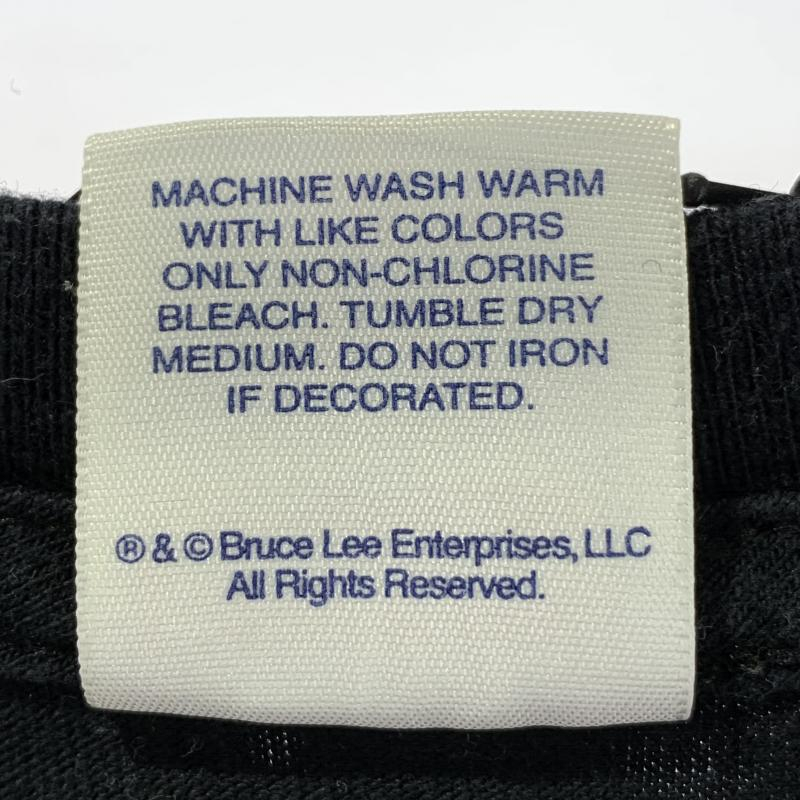 MACHINE WASH WARM
WITH LIKE COLORS
ONLY NON-CHLORINE
BLEACH. TUMBLE DRY
MEDIUM. DO NOT IRON
IF DECORATED.
® & © Bruce Lee Enterprises, LLC
All Rights Reserved.